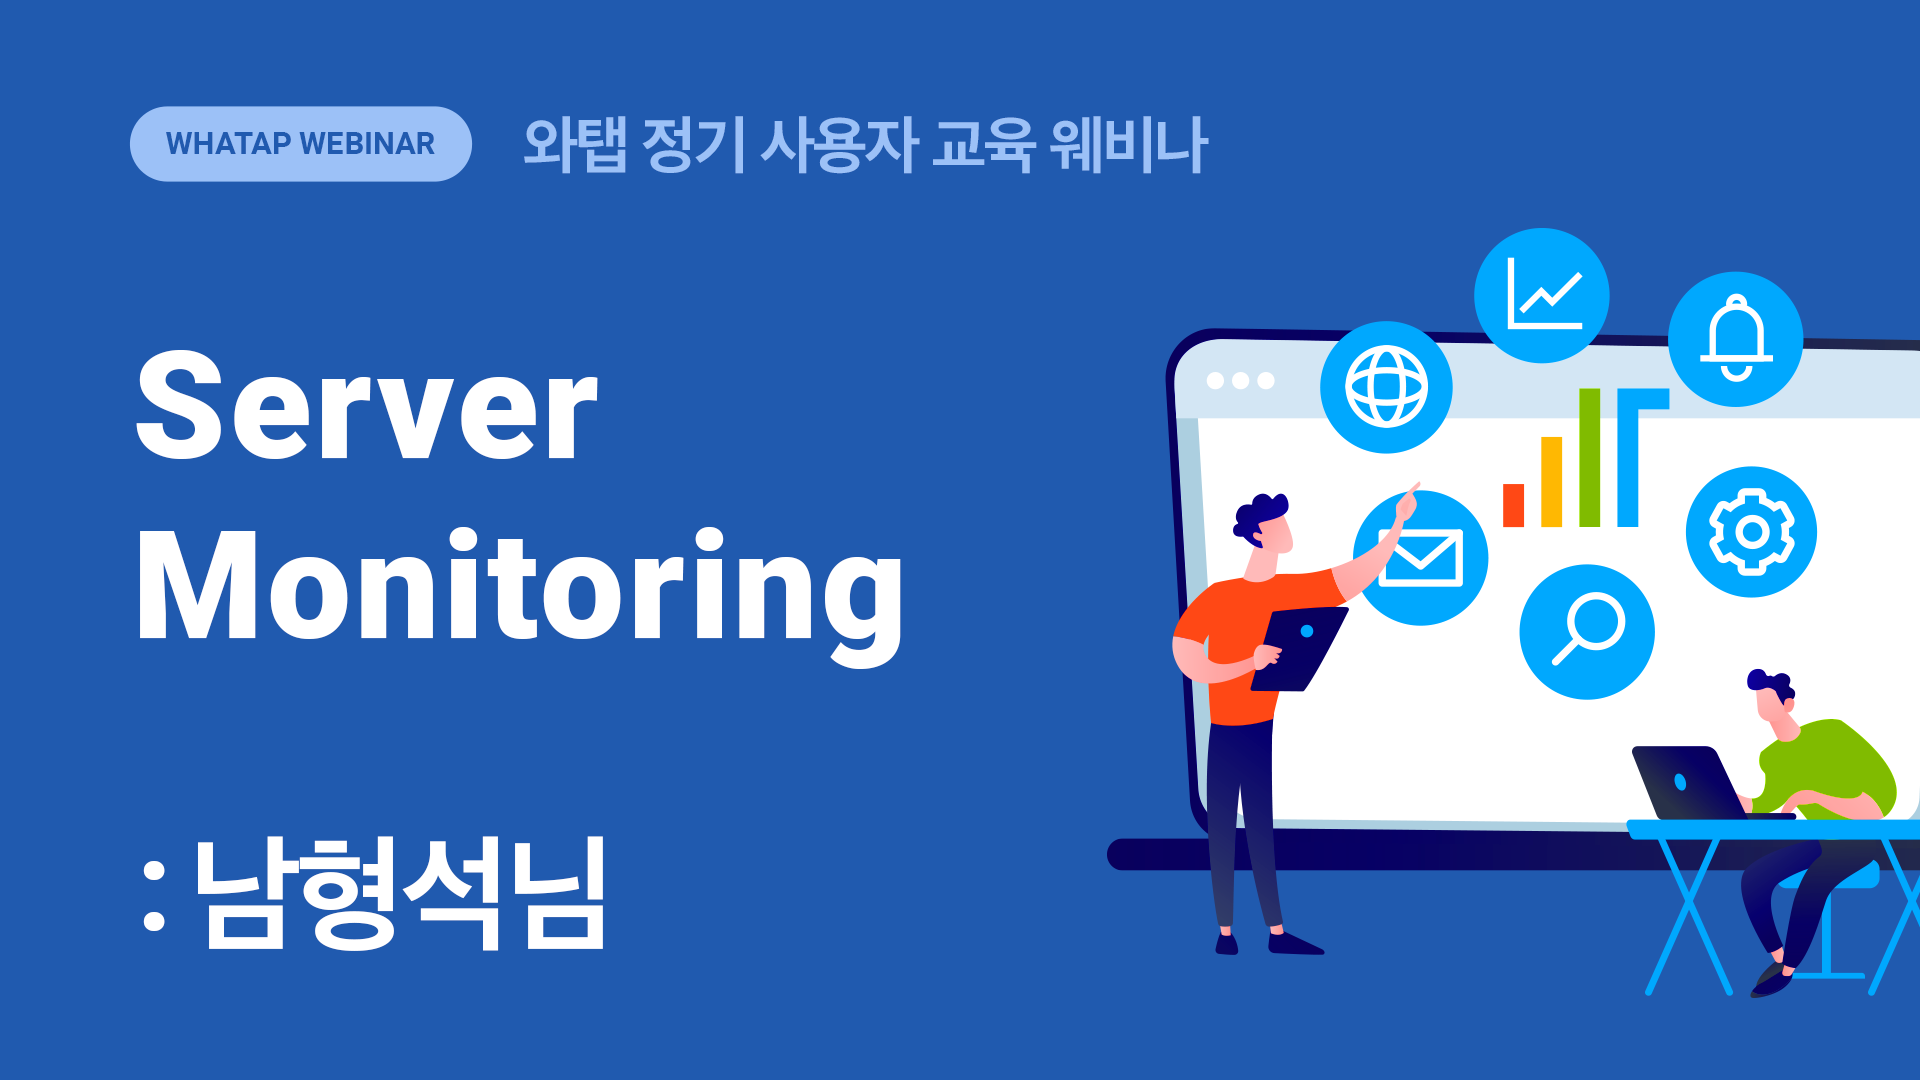 WHATAP WEBINAR
와탭 정기 사용자 교육 웨비나
Server
Monitoring
: 남형석님